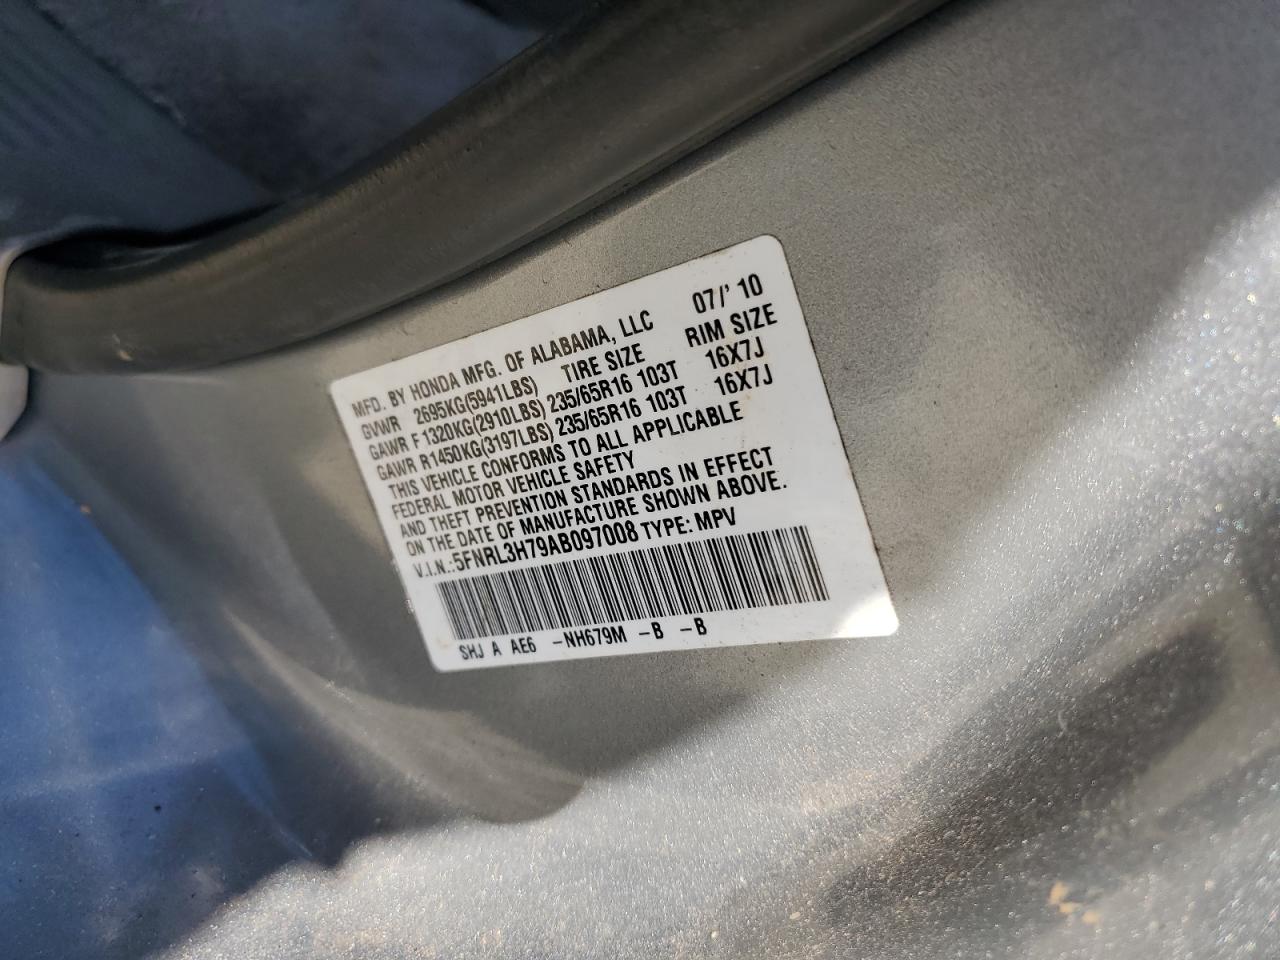 MFD. BY HONDA MFG. OF ALABAMA, LLC 07/' 10
GVWR 2695KG(5941LBS) TIRE SIZE RIM SIZE
GAWR F1320KG(2910LBS) 235/65R16 103T 16X7J
GAWR R1450KG(3197LBS) 235/65R16 103T 16X7J
THIS VEHICLE CONFORMS TO ALL APPLICABLE
FEDERAL MOTOR VEHICLE SAFETY
AND THEFT PREVENTION STANDARDS IN EFFECT
ON THE DATE OF MANUFACTURE SHOWN ABOVE.
V.I.N.:5FNRL3H79AB097008 TYPE: MPV
SHJ A AE6 -NH679M -B -B